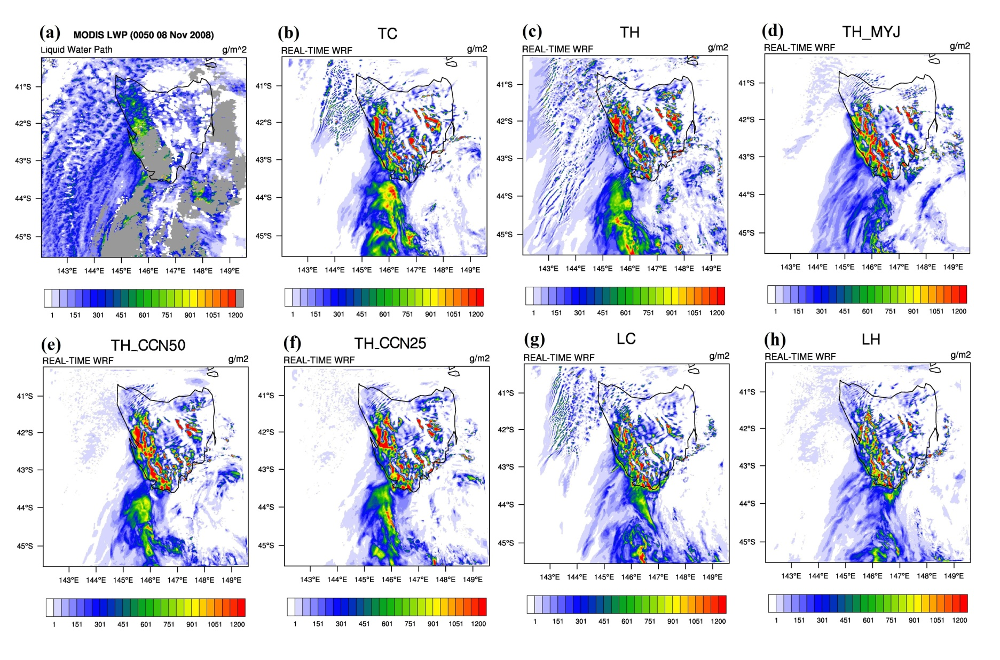 (a) MODIS LWP (0050 08 Nov 2008)
Liquid Water Path g/m^2
41°S
42°S
43°S
44°S
45°S
143°E 144°E 145°E 146°E 147°E 148°E 149°E
1 151 301 451 601 751 901 1051 1200
(b) TC
REAL-TIME WRF g/m2
41°S
42°S
43°S
44°S
45°S
143°E 144°E 145°E 146°E 147°E 148°E 149°E
1 151 301 451 601 751 901 1051 1200
(c) TH
REAL-TIME WRF g/m2
41°S
42°S
43°S
44°S
45°S
143°E 144°E 145°E 146°E 147°E 148°E 149°E
1 151 301 451 601 751 901 1051 1200
(d) TH_MYJ
REAL-TIME WRF g/m2
41°S
42°S
43°S
44°S
45°S
143°E 144°E 145°E 146°E 147°E 148°E 149°E
1 151 301 451 601 751 901 1051 1200
(e) TH_CCN50
REAL-TIME WRF g/m2
41°S
42°S
43°S
44°S
45°S
143°E 144°E 145°E 146°E 147°E 148°E 149°E
1 151 301 451 601 751 901 1051 1200
(f) TH_CCN25
REAL-TIME WRF g/m2
41°S
42°S
43°S
44°S
45°S
143°E 144°E 145°E 146°E 147°E 148°E 149°E
1 151 301 451 601 751 901 1051 1200
(g) LC
REAL-TIME WRF g/m2
41°S
42°S
43°S
44°S
45°S
143°E 144°E 145°E 146°E 147°E 148°E 149°E
1 151 301 451 601 751 901 1051 1200
(h) LH
REAL-TIME WRF g/m2
41°S
42°S
43°S
44°S
45°S
143°E 144°E 145°E 146°E 147°E 148°E 149°E
1 151 301 451 601 751 901 1051 1200